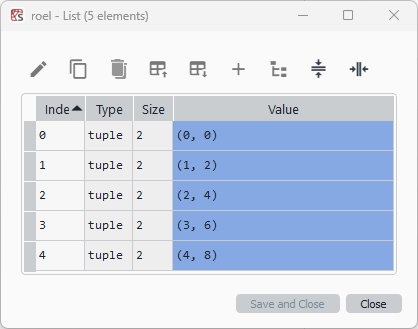 roel - List (5 elements)
Inde Type Size Value
0 tuple 2 (0, 0)
1 tuple 2 (1, 2)
2 tuple 2 (2, 4)
3 tuple 2 (3, 6)
4 tuple 2 (4, 8)
Save and Close Close